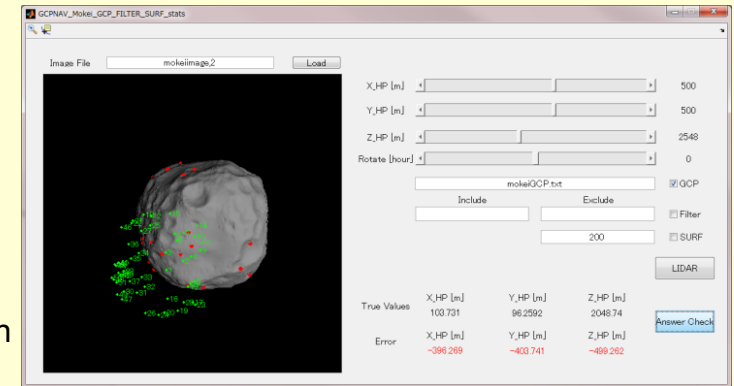 GCPNAV_Mokei_GCP_FILTER_SURF_stats
Image File mokeiimage,2 Load
X_HP [m] 500
Y_HP [m] 500
Z_HP [m] 2548
Rotate [hour] 0
mokeiGCP.txt GCP
Include Exclude
Filter
200 SURF
LIDAR
X_HP [m] Y_HP [m] Z_HP [m]
True Values 103.731 96.2592 2048.74
Answer Check
X_HP [m] Y_HP [m] Z_HP [m]
Error -396.269 -403.741 -499.262